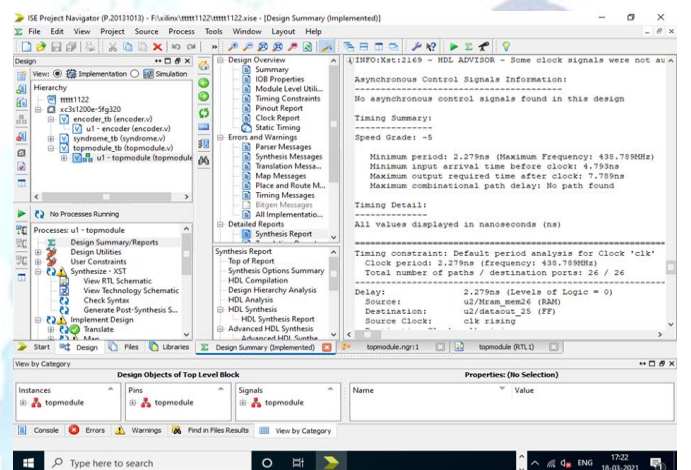 ISE Project Navigator (P.20131013) - F:\xilinx\ttttt1122\ttttt1122.xise - [Design Summary (Implemented)]
File Edit View Project Source Process Tools Window Layout Help
Design
View: Implementation Simulation
Hierarchy
ttttt1122
xc3s1200e-5fg320
encoder_tb (encoder.v)
u1 - encoder (encoder.v)
syndrome_tb (syndrome.v)
topmodule_tb (topmodule.v)
u1 - topmodule (topmodule
No Processes Running
Processes: u1 - topmodule
Design Summary/Reports
Design Utilities
User Constraints
Synthesize - XST
View RTL Schematic
View Technology Schematic
Check Syntax
Generate Post-Synthesis S...
Implement Design
Translate
Map
Start Design Files Libraries
Design Overview
Summary
IOB Properties
Module Level Utili...
Timing Constraints
Pinout Report
Clock Report
Static Timing
Errors and Warnings
Parser Messages
Synthesis Messages
Translation Messa...
Map Messages
Place and Route M...
Timing Messages
Bitgen Messages
All Implementatio...
Detailed Reports
Synthesis Report
Synthesis Report
Top of Report
Synthesis Options Summary
HDL Compilation
Design Hierarchy Analysis
HDL Analysis
HDL Synthesis
HDL Synthesis Report
Advanced HDL Synthesis
Advanced HDL Synthe
INFO:Xst:2169 - HDL ADVISOR - Some clock signals were not au
Asynchronous Control Signals Information:
----------------------------------------
No asynchronous control signals found in this design
Timing Summary:
---------------
Speed Grade: -5
Minimum period: 2.279ns (Maximum Frequency: 438.789MHz)
Minimum input arrival time before clock: 4.793ns
Maximum output required time after clock: 7.789ns
Maximum combinational path delay: No path found
Timing Detail:
--------------
All values displayed in nanoseconds (ns)
Timing constraint: Default period analysis for Clock 'clk'
Clock period: 2.279ns (frequency: 438.789MHz)
Total number of paths / destination ports: 26 / 26
Delay: 2.279ns (Levels of Logic = 0)
Source: u2/Mram_mem26 (RAM)
Destination: u2/dataout_25 (FF)
Source Clock: clk rising
Design Summary (Implemented) topmodule.ngr:1 topmodule (RTL1)
View by Category
Design Objects of Top Level Block
Properties: (No Selection)
Instances Pins Signals Name Value
topmodule topmodule topmodule
Console Errors Warnings Find in Files Results View by Category
Type here to search
ENG
17:22
18-03-2021